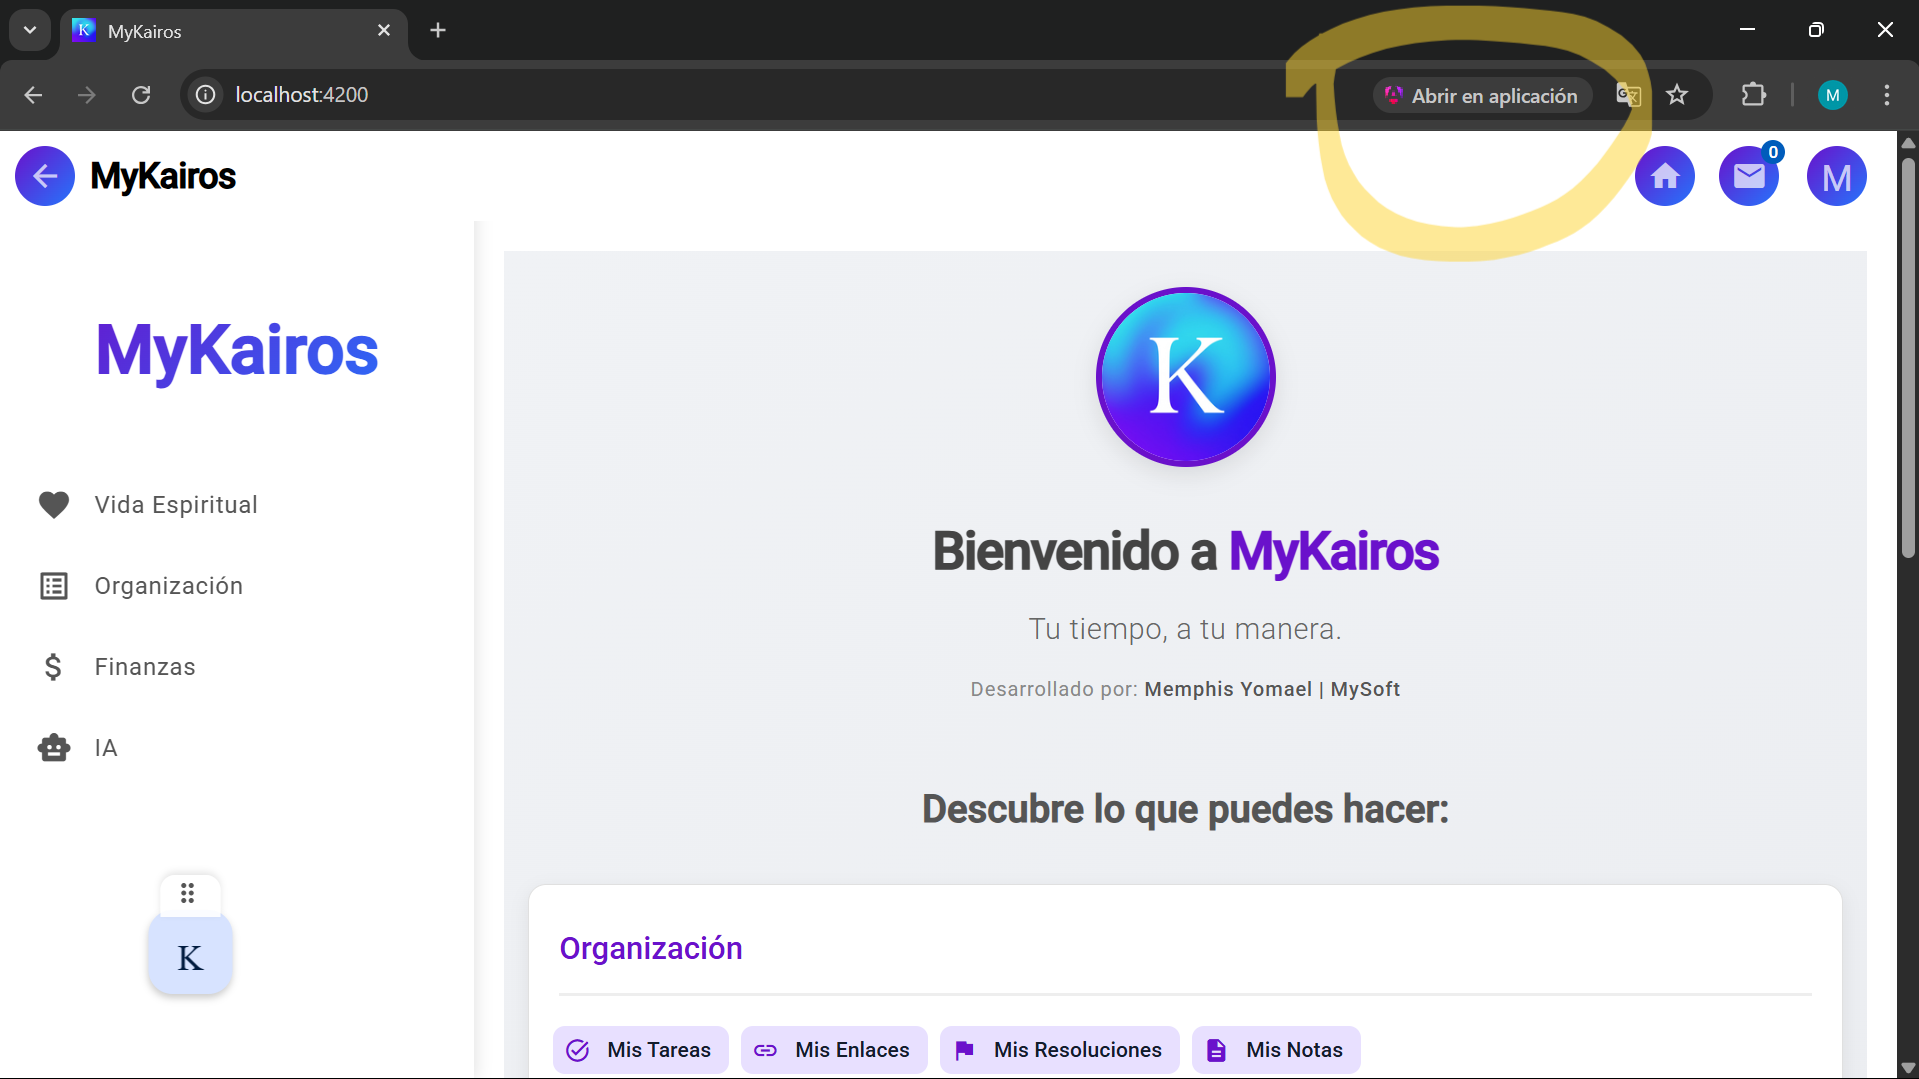 MyKairos
localhost:4200
Abrir en aplicación
M
MyKairos
0
M
MyKairos
Vida Espiritual
Organización
Finanzas
IA
K
K
Bienvenido a MyKairos
Tu tiempo, a tu manera.
Desarrollado por: Memphis Yomael | MySoft
Descubre lo que puedes hacer:
Organización
Mis Tareas
Mis Enlaces
Mis Resoluciones
Mis Notas